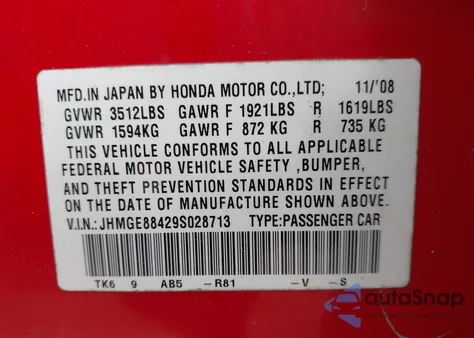 MFD.IN JAPAN BY HONDA MOTOR CO.,LTD; 11/'08
GVWR 3512LBS GAWR F 1921LBS R 1619LBS
GVWR 1594KG GAWR F 872 KG R 735 KG
THIS VEHICLE CONFORMS TO ALL APPLICABLE
FEDERAL MOTOR VEHICLE SAFETY ,BUMPER,
AND THEFT PREVENTION STANDARDS IN EFFECT
ON THE DATE OF MANUFACTURE SHOWN ABOVE.
V.I.N.: JHMGE88429S028713 TYPE:PASSENGER CAR
TK6 9 AB5 -R81 -V -S
autoSnap